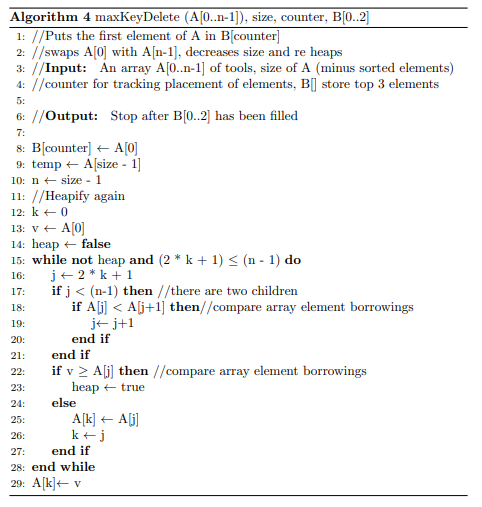 Algorithm 4 maxKeyDelete (A[0..n-1]), size, counter, B[0..2]
1: //Puts the first element of A in B[counter]
2: //swaps A[0] with A[n-1], decreases size and re heaps
3: //Input: An array A[0..n-1] of tools, size of A (minus sorted elements)
4: //counter for tracking placement of elements, B[] store top 3 elements
5:
6: //Output: Stop after B[0..2] has been filled
7:
8: B[counter] ← A[0]
9: temp ← A[size - 1]
10: n ← size - 1
11: //Heapify again
12: k ← 0
13: v ← A[0]
14: heap ← false
15: while not heap and (2 * k + 1) ≤ (n - 1) do
16: j ← 2 * k + 1
17: if j < (n-1) then //there are two children
18: if A[j] < A[j+1] then//compare array element borrowings
19: j← j+1
20: end if
21: end if
22: if v ≥ A[j] then //compare array element borrowings
23: heap ← true
24: else
25: A[k] ← A[j]
26: k ← j
27: end if
28: end while
29: A[k]← v